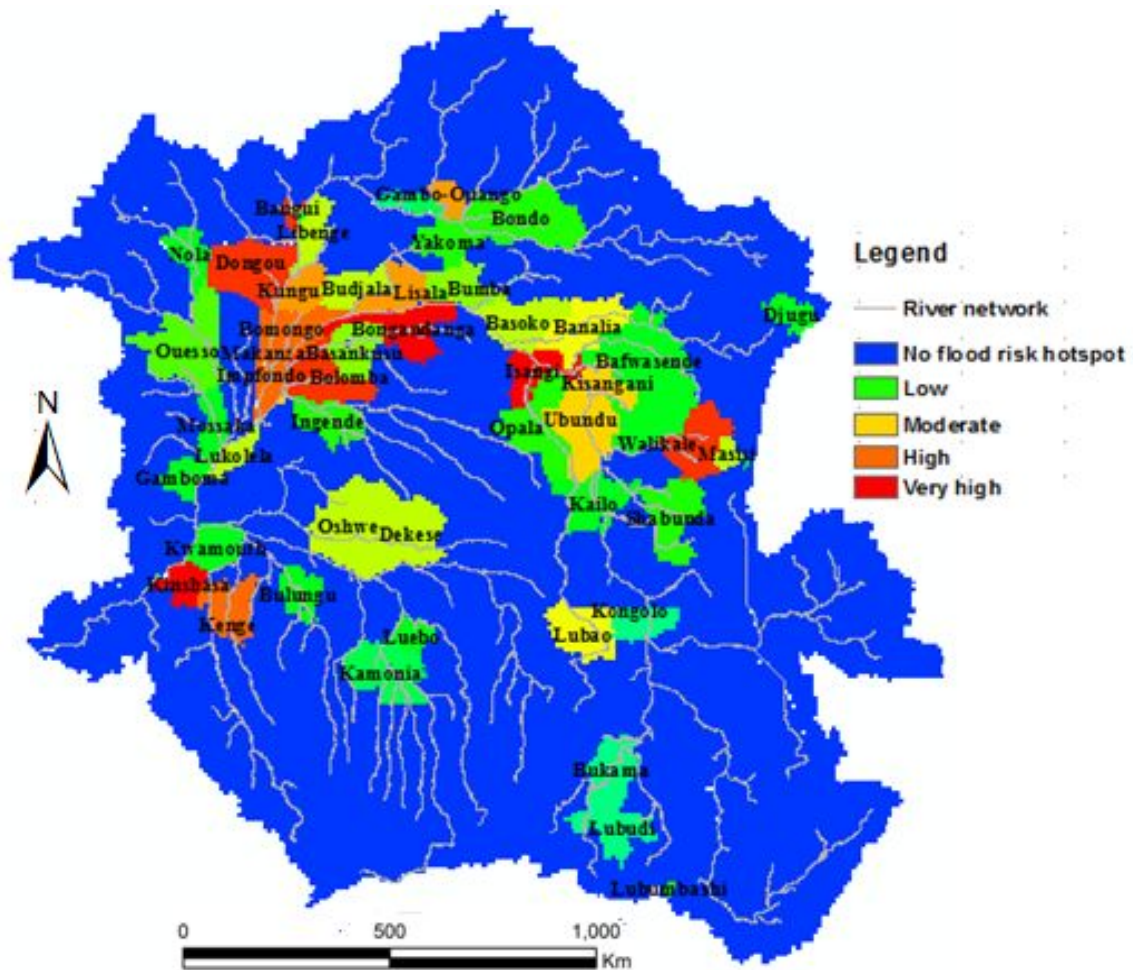 Gambo-Ouango
Bangui
Bondo
Libenge
Yakoma
Nola
Dongou
Legend
Kungu
Budjala
Lisala
Bumba
River network
Djugu
Bomongo
Bongandanga
Basoko
Banalia
Ouesso
Makanza
Basankusu
No flood risk hotspot
Bafwasende
Impfondo
Bolomba
Isangi
Kisangani
Low
N
Mossaka
Ingende
Opala
Ubundu
Moderate
Lukolela
Walikale
Masisi
High
Gamboma
Very high
Kailo
Shabunda
Oshwe
Dekese
Kwamouth
Kinshasa
Bulungu
Kenge
Kongolo
Luebo
Lubao
Kamonia
Bukama
Lubudi
Lubumbashi
0
500
1,000
Km